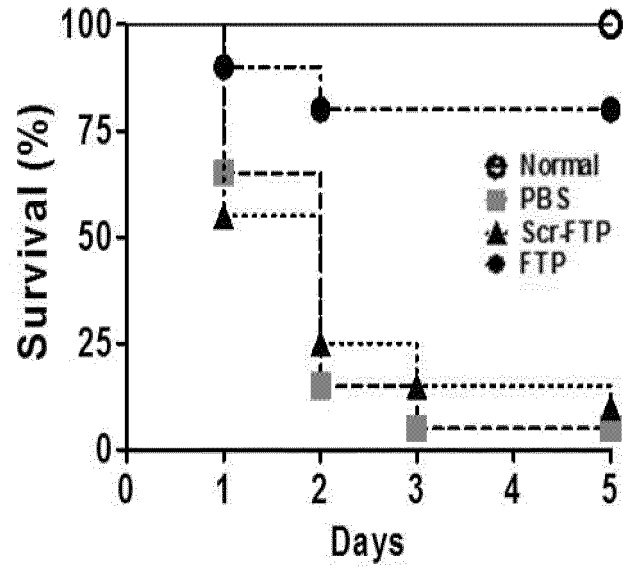 Survival (%)
100
75
50
25
0
Normal
PBS
Scr-FTP
FTP
0 1 2 3 4 5
Days